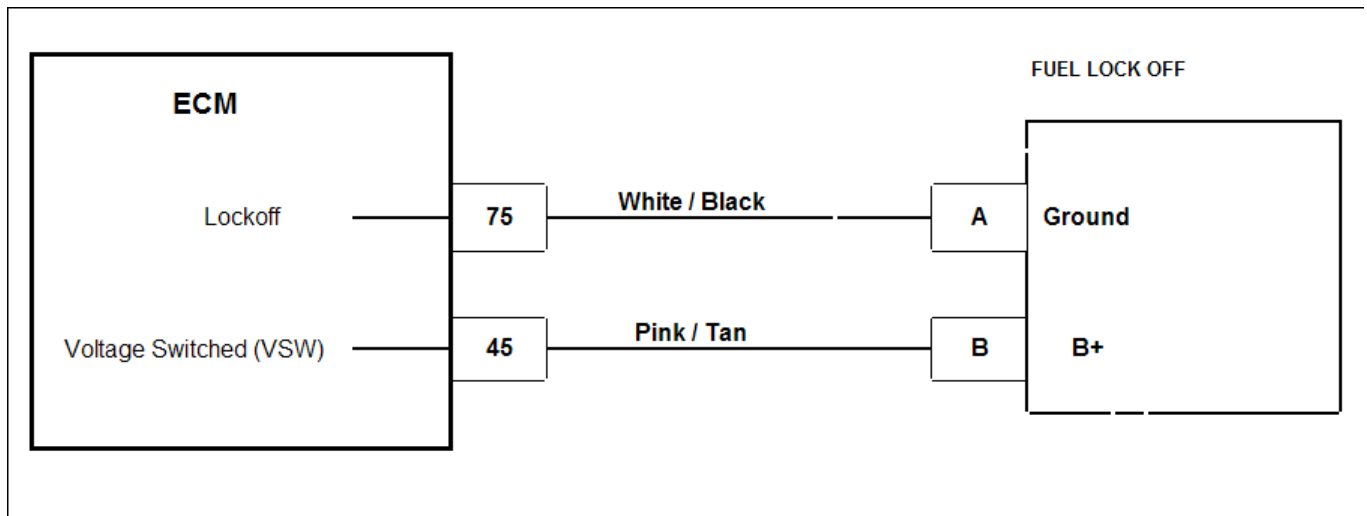 FUEL LOCK OFF
ECM
Lockoff
75
White / Black
A
Ground
Voltage Switched (VSW)
45
Pink / Tan
B
B+